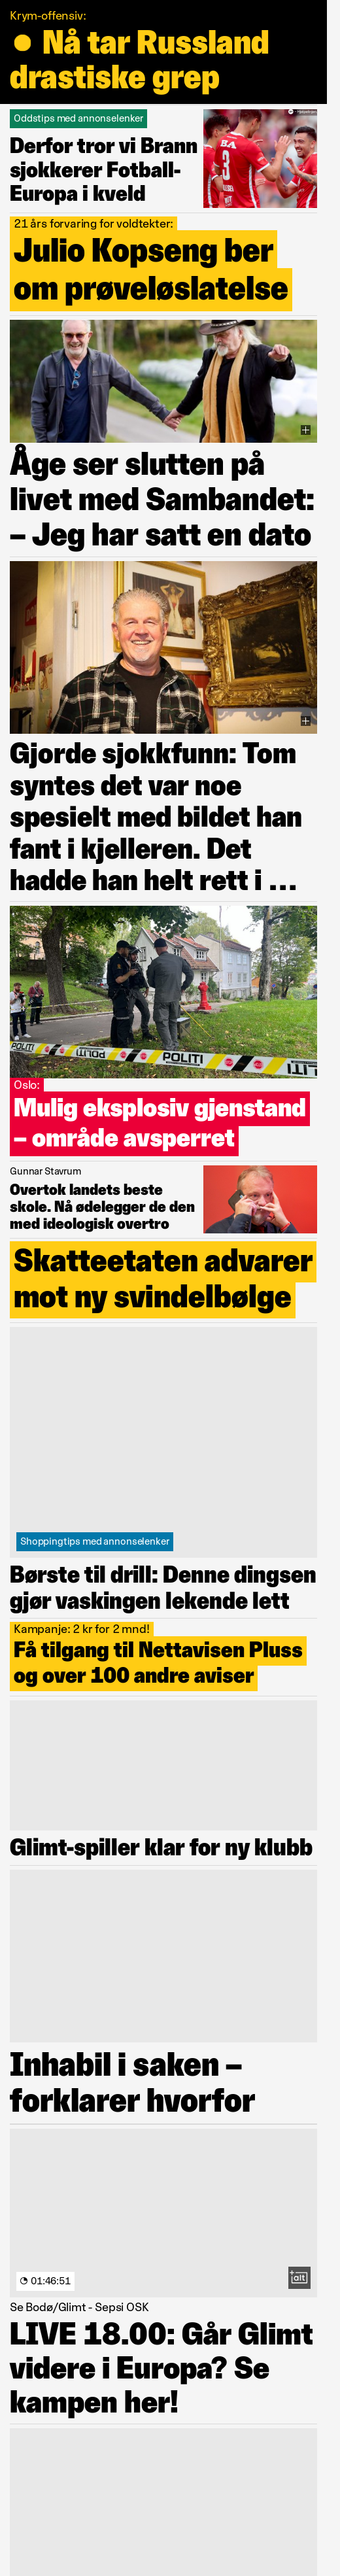 Krym-offensiv:
● Nå tar Russland
drastiske grep
Oddstips med annonselenker
Derfor tror vi Brann
sjokkerer Fotball-
Europa i kveld
BA
3
21 års forvaring for voldtekter:
Julio Kopseng ber
om prøveløslatelse
Åge ser slutten på
livet med Sambandet:
– Jeg har satt en dato
Gjorde sjokkfunn: Tom
syntes det var noe
spesielt med bildet han
fant i kjelleren. Det
hadde han helt rett i …
POLITI POLITI POLITI
Oslo:
Mulig eksplosiv gjenstand
– område avsperret
Gunnar Stavrum
Overtok landets beste
skole. Nå ødelegger de den
med ideologisk overtro
Skatteetaten advarer
mot ny svindelbølge
Shoppingtips med annonselenker
Børste til drill: Denne dingsen
gjør vaskingen lekende lett
Kampanje: 2 kr for 2 mnd!
Få tilgang til Nettavisen Pluss
og over 100 andre aviser
Glimt-spiller klar for ny klubb
Inhabil i saken –
forklarer hvorfor
01:46:51
+alt
Se Bodø/Glimt - Sepsi OSK
LIVE 18.00: Går Glimt
videre i Europa? Se
kampen her!